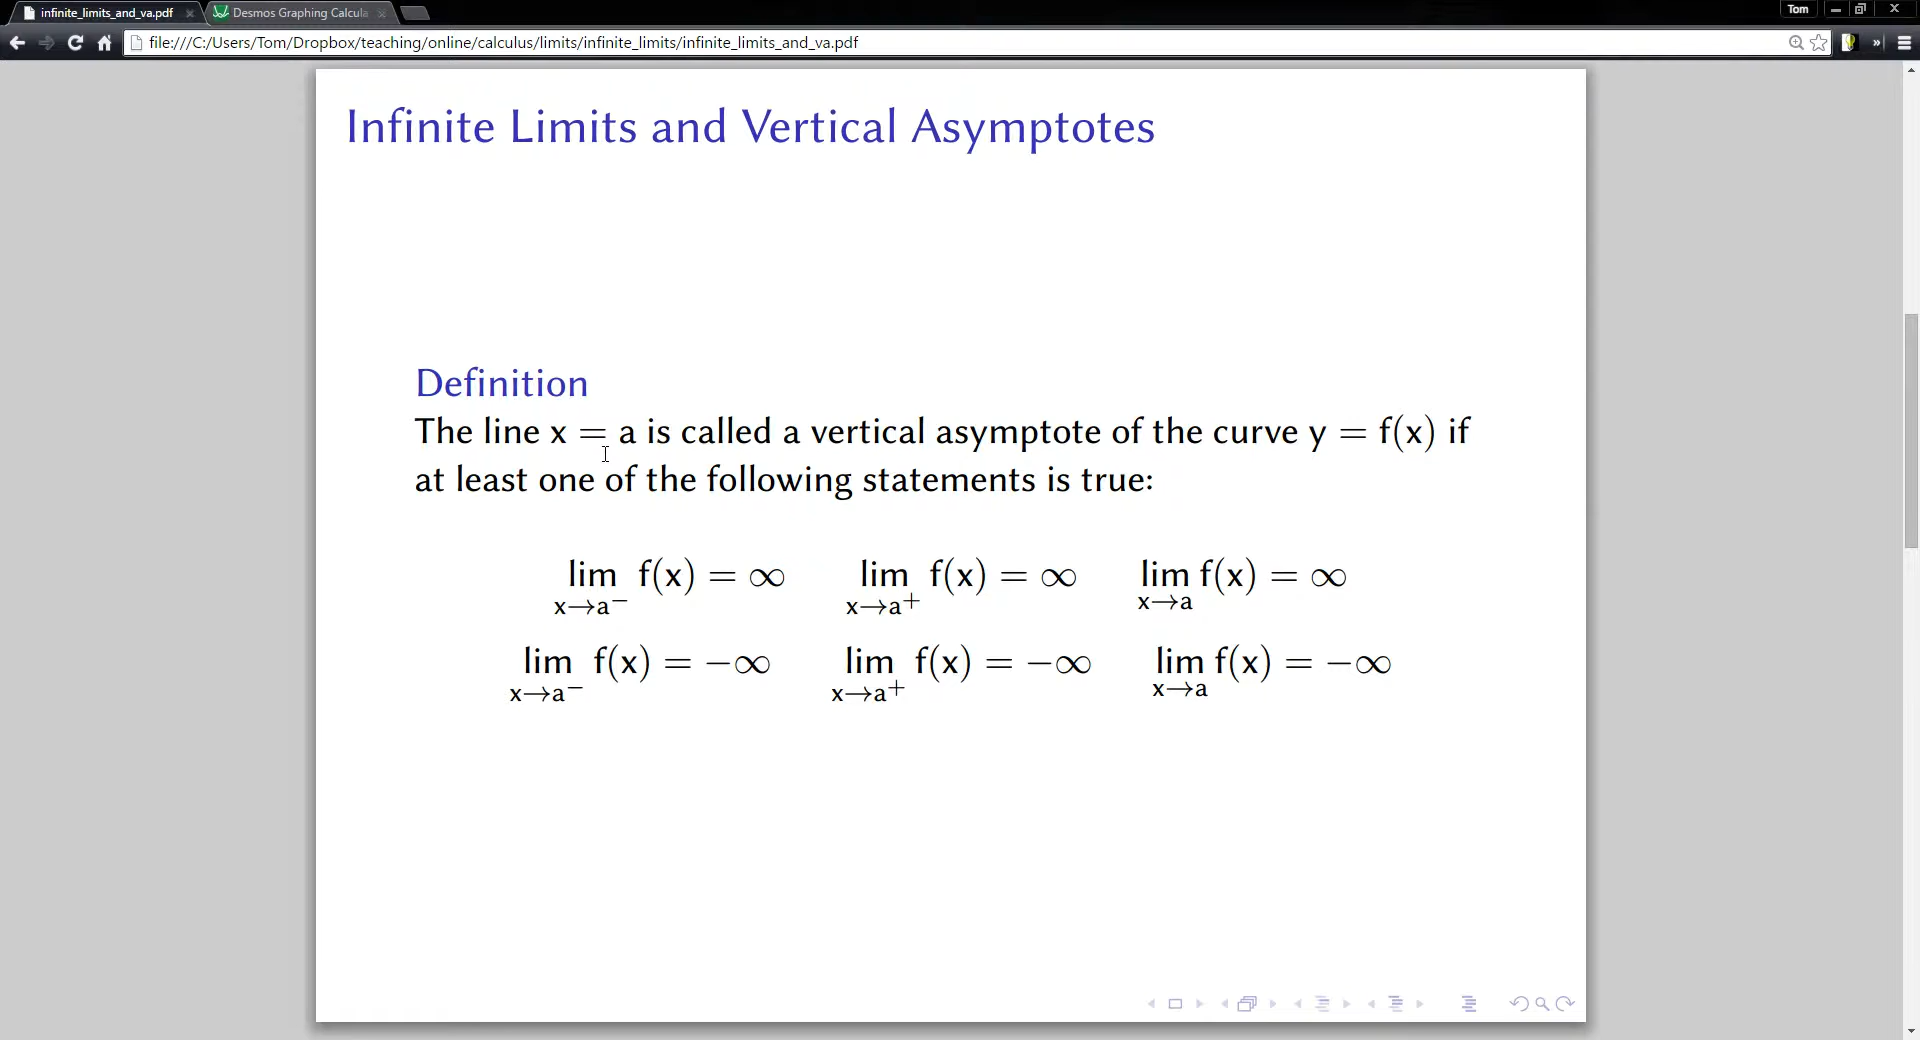 infinite_limits_and_va.pdf
Desmos Graphing Calcula
Tom
file:///C:/Users/Tom/Dropbox/teaching/online/calculus/limits/infinite_limits/infinite_limits_and_va.pdf
Infinite Limits and Vertical Asymptotes
Definition
The line x = a is called a vertical asymptote of the curve y = f(x) if
at least one of the following statements is true:
lim x→a⁻ f(x) = ∞ lim x→a⁺ f(x) = ∞ lim x→a f(x) = ∞
lim x→a⁻ f(x) = −∞ lim x→a⁺ f(x) = −∞ lim x→a f(x) = −∞